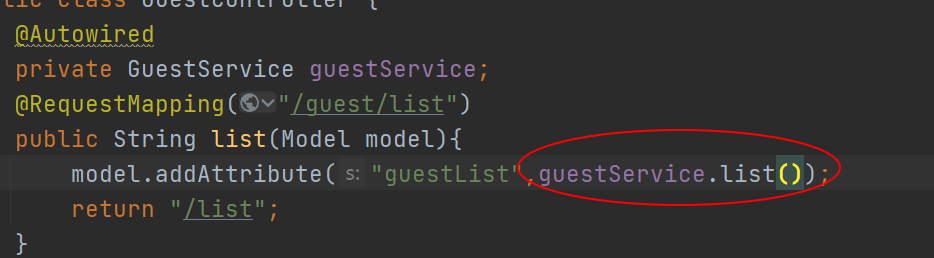 tic class GuestController {
@Autowired
private GuestService guestService;
@RequestMapping("/guest/list")
public String list(Model model){
model.addAttribute( s: "guestList",guestService.list());
return "/list";
}